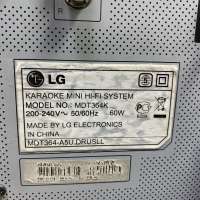 LG
KARAOKE MINI HI-FI SYSTEM
MODEL NO.: MDT364K
200-240V~ 50/60Hz 60W
MADE BY LG ELECTRONICS
IN CHINA
MDT364-A5U.DRUSLL